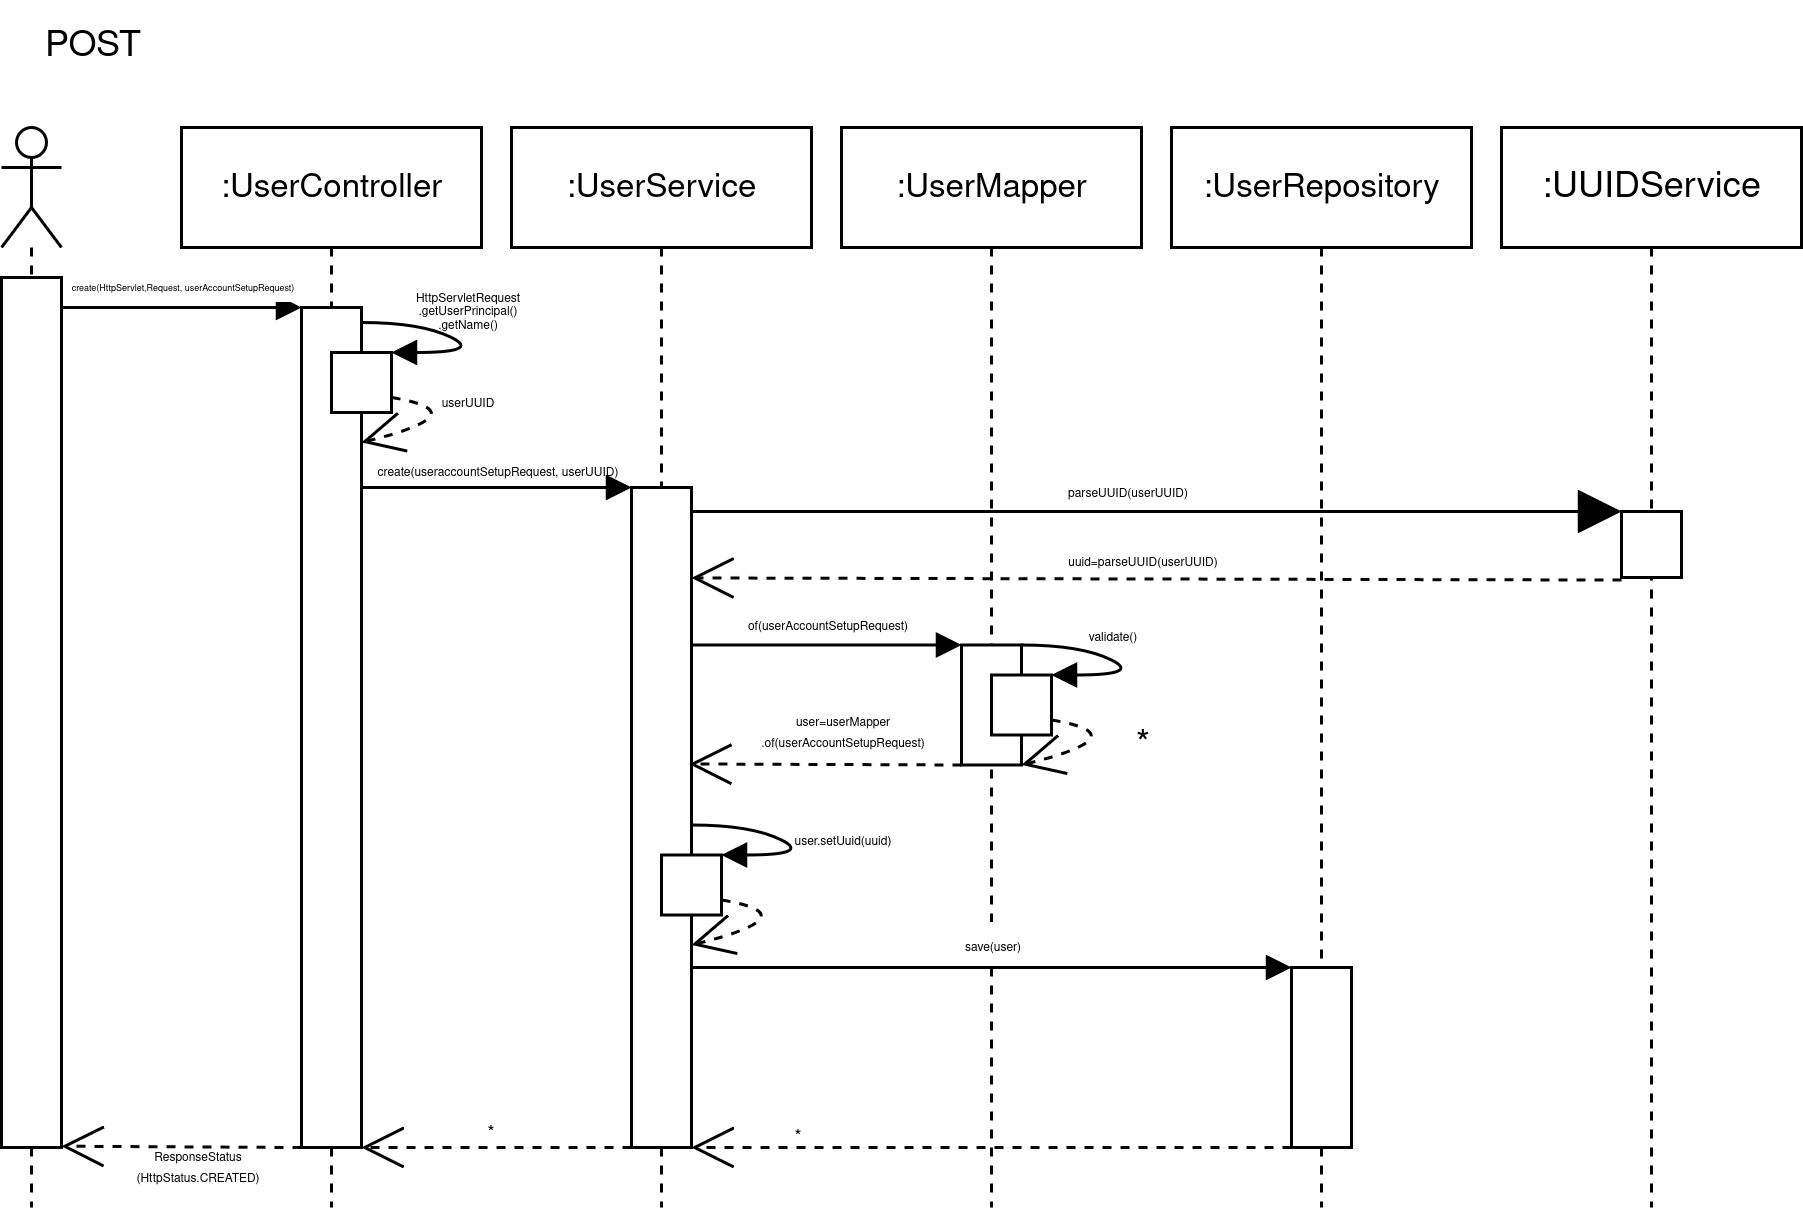 POST
:UserController
:UserService
:UserMapper
:UserRepository
:UUIDService
create(HttpServlet,Request, userAccountSetupRequest)
HttpServletRequest
.getUserPrincipal()
.getName()
userUUID
create(useraccountSetupRequest, userUUID)
parseUUID(userUUID)
uuid=parseUUID(userUUID)
of(userAccountSetupRequest)
validate()
user=userMapper
.of(userAccountSetupRequest)
*
user.setUuid(uuid)
save(user)
*
*
ResponseStatus
(HttpStatus.CREATED)